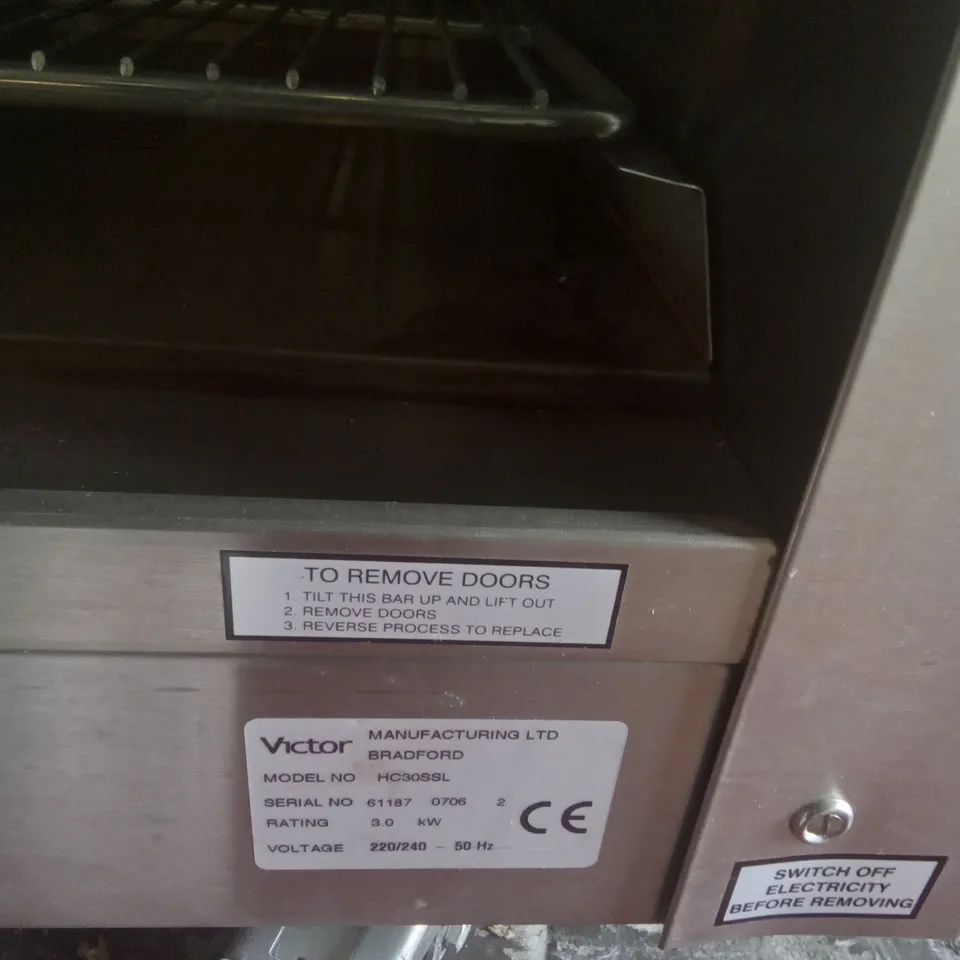 TO REMOVE DOORS
1. TILT THIS BAR UP AND LIFT OUT
2. REMOVE DOORS
3. REVERSE PROCESS TO REPLACE
Victor MANUFACTURING LTD
BRADFORD
MODEL NO HC30SSL
SERIAL NO 61187 0706 2
RATING 3.0 kW
VOLTAGE 220/240 ~ 50 Hz
CE
SWITCH OFF
ELECTRICITY
BEFORE REMOVING